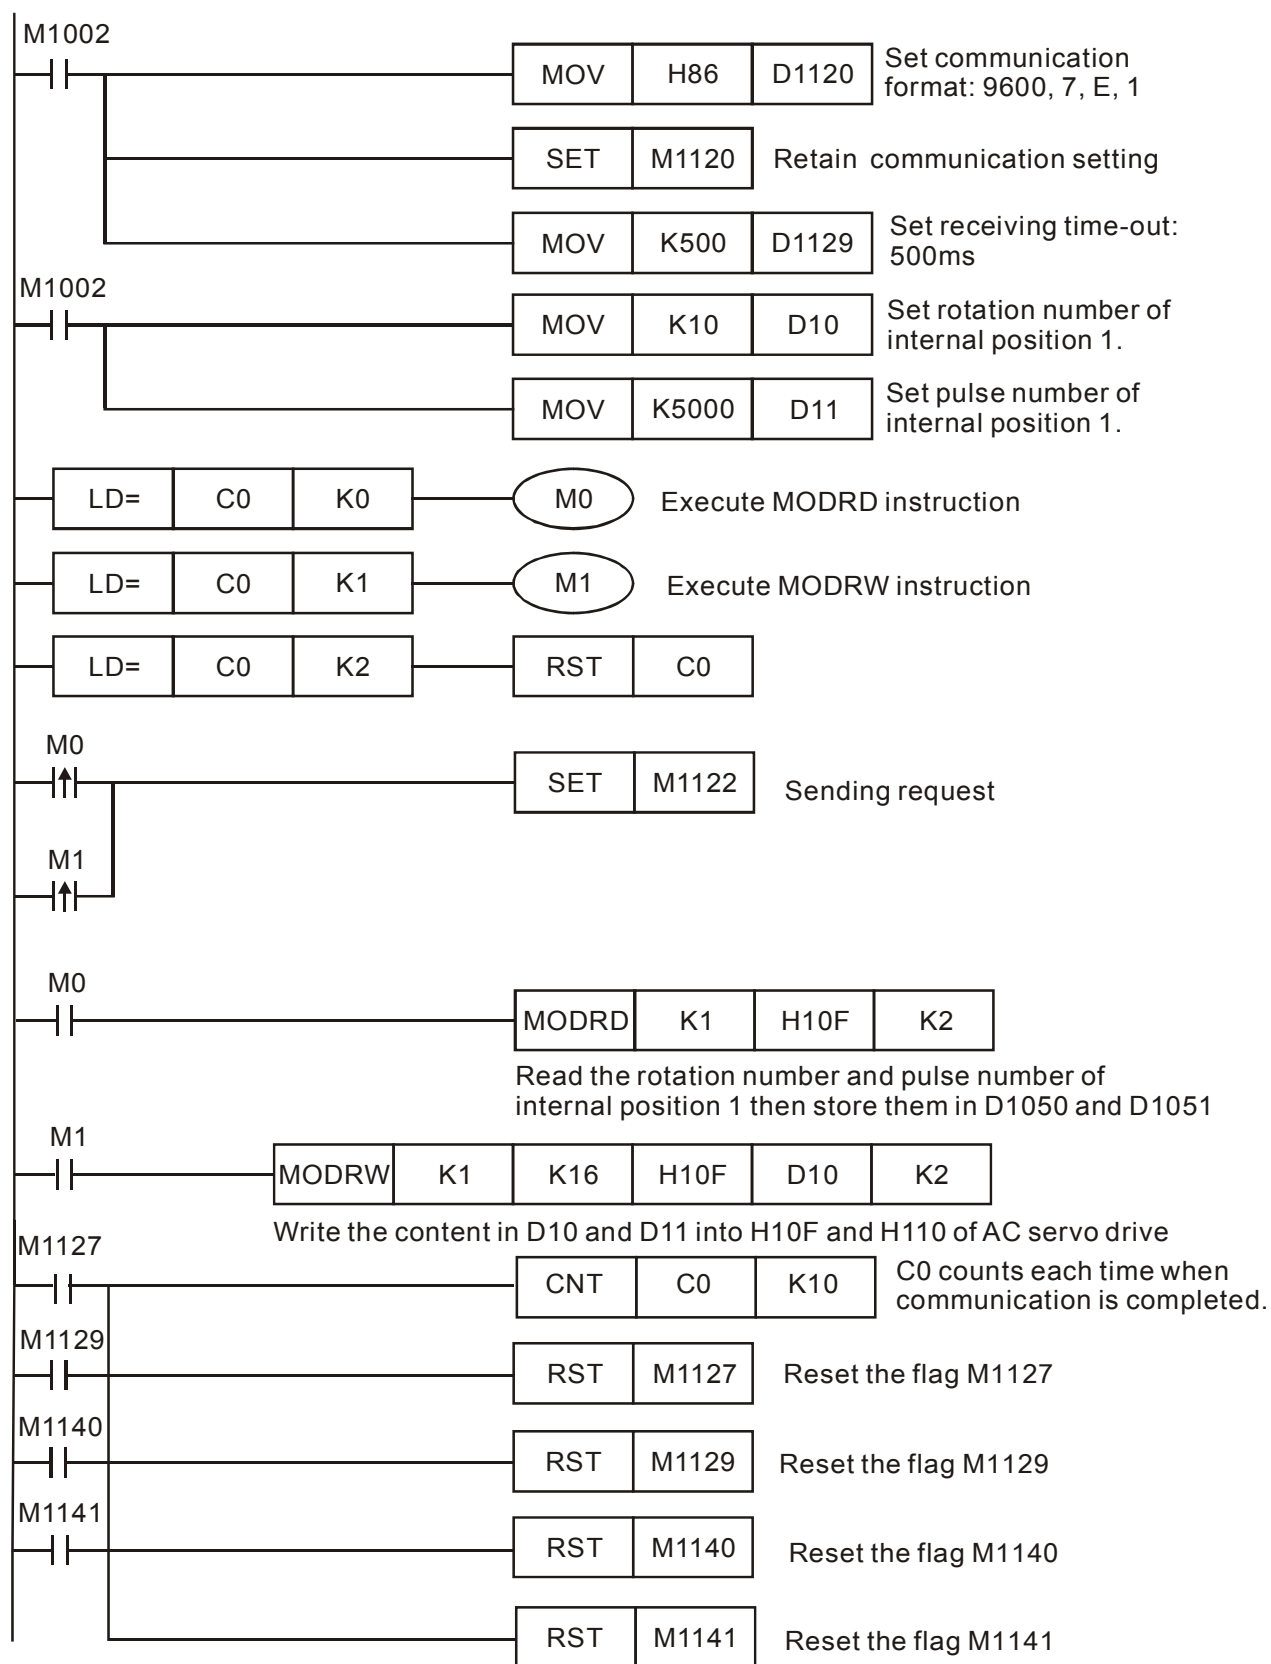 M1002
MOV H86 D1120
Set communication
format: 9600, 7, E, 1
SET M1120 Retain communication setting
MOV K500 D1129
Set receiving time-out:
500ms
M1002
MOV K10 D10
Set rotation number of
internal position 1.
MOV K5000 D11
Set pulse number of
internal position 1.
LD= C0 K0 M0 Execute MODRD instruction
LD= C0 K1 M1 Execute MODRW instruction
LD= C0 K2 RST C0
M0
SET M1122 Sending request
M1
M0
MODRD K1 H10F K2
Read the rotation number and pulse number of
internal position 1 then store them in D1050 and D1051
M1
MODRW K1 K16 H10F D10 K2
Write the content in D10 and D11 into H10F and H110 of AC servo drive
M1127
CNT C0 K10
C0 counts each time when
communication is completed.
M1129
RST M1127 Reset the flag M1127
M1140
RST M1129 Reset the flag M1129
M1141
RST M1140 Reset the flag M1140
RST M1141 Reset the flag M1141